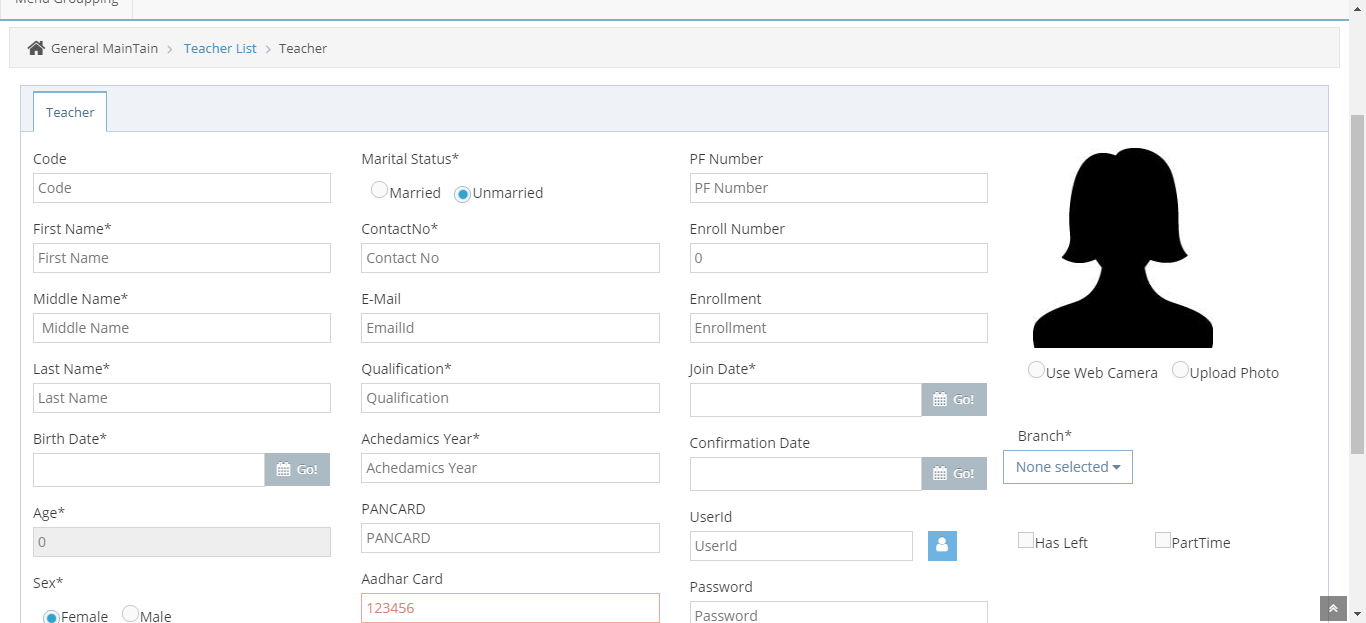 Menu Groupping
General MainTain > Teacher List > Teacher
Teacher
Code
Code
First Name*
First Name
Middle Name*
Middle Name
Last Name*
Last Name
Birth Date*
Go!
Age*
0
Sex*
Female Male
Marital Status*
Married Unmarried
ContactNo*
Contact No
E-Mail
EmailId
Qualification*
Qualification
Achedamics Year*
Achedamics Year
PANCARD
PANCARD
Aadhar Card
123456
PF Number
PF Number
Enroll Number
0
Enrollment
Enrollment
Join Date*
Go!
Confirmation Date
Go!
UserId
UserId
Password
Password
Use Web Camera Upload Photo
Branch*
None selected
Has Left PartTime